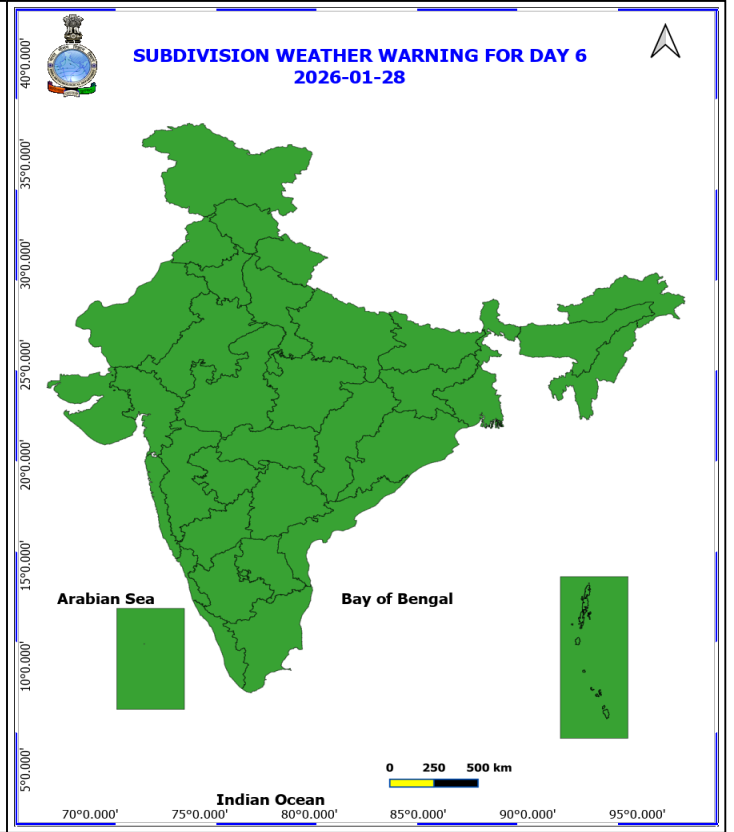 SUBDIVISION WEATHER WARNING FOR DAY 6
2026-01-28
40°0.000'
35°0.000'
30°0.000'
25°0.000'
20°0.000'
15°0.000'
10°0.000'
5°0.000'
Arabian Sea
Bay of Bengal
0 250 500 km
Indian Ocean
70°0.000' 75°0.000' 80°0.000' 85°0.000' 90°0.000' 95°0.000'